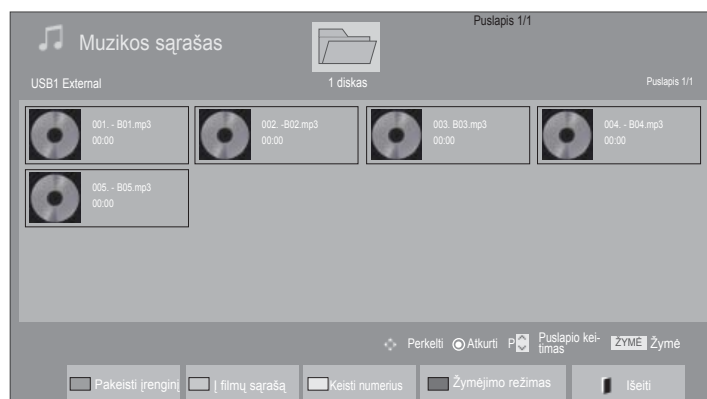 Puslapis 1/1
Muzikos sąrašas
USB1 External
1 diskas
Puslapis 1/1
001. - B01.mp3
00:00
002. -B02.mp3
00:00
003. B03.mp3
00:00
004. - B04.mp3
00:00
005. - B05.mp3
00:00
Perkelti
Atkurti
P
Puslapio kei-
timas
ŽYMĖ Žymė
Pakeisti įrenginį
Į filmų sąrašą
Keisti numerius
Žymėjimo režimas
Išeiti